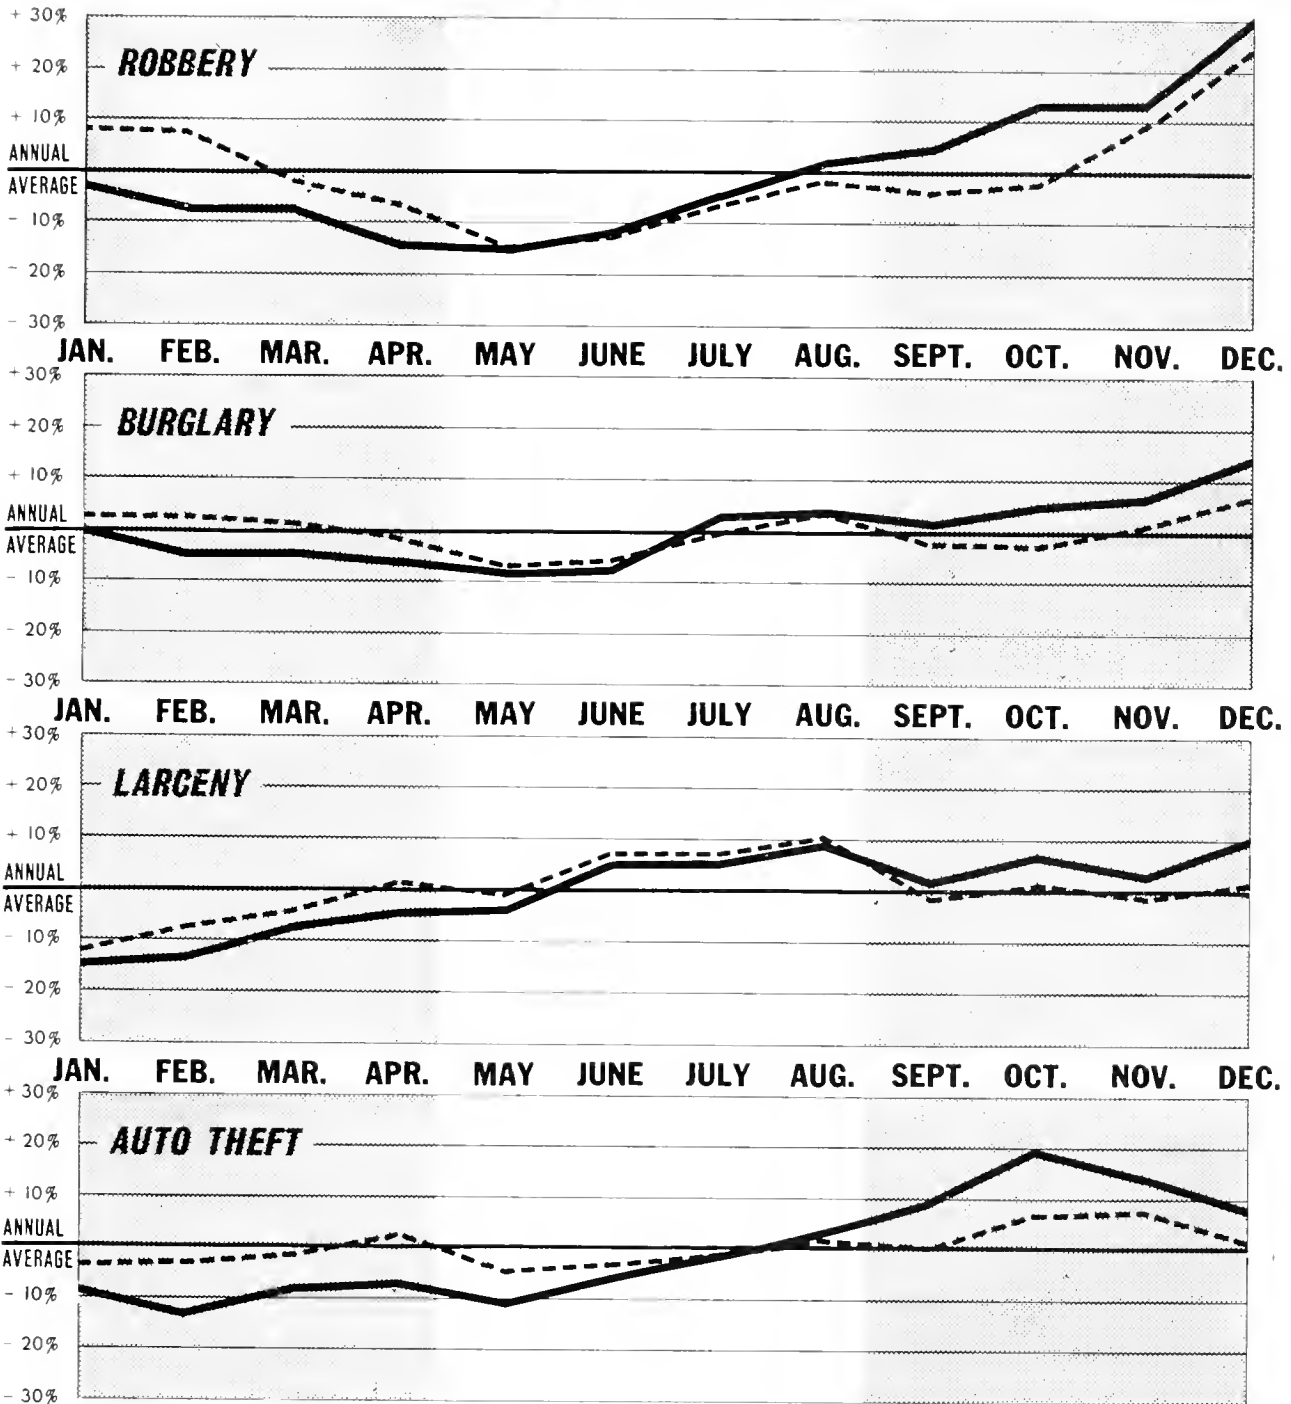 + 30%
+ 20% ROBBERY
+ 10%
ANNUAL
AVERAGE
- 10%
- 20%
- 30%
JAN. FEB. MAR. APR. MAY JUNE JULY AUG. SEPT. OCT. NOV. DEC.
+ 30%
+ 20% BURGLARY
+ 10%
ANNUAL
AVERAGE
- 10%
- 20%
- 30%
JAN. FEB. MAR. APR. MAY JUNE JULY AUG. SEPT. OCT. NOV. DEC.
+ 30%
+ 20% LARCENY
+ 10%
ANNUAL
AVERAGE
- 10%
- 20%
- 30%
JAN. FEB. MAR. APR. MAY JUNE JULY AUG. SEPT. OCT. NOV. DEC.
+ 30%
+ 20% AUTO THEFT
+ 10%
ANNUAL
AVERAGE
- 10%
- 20%
- 30%